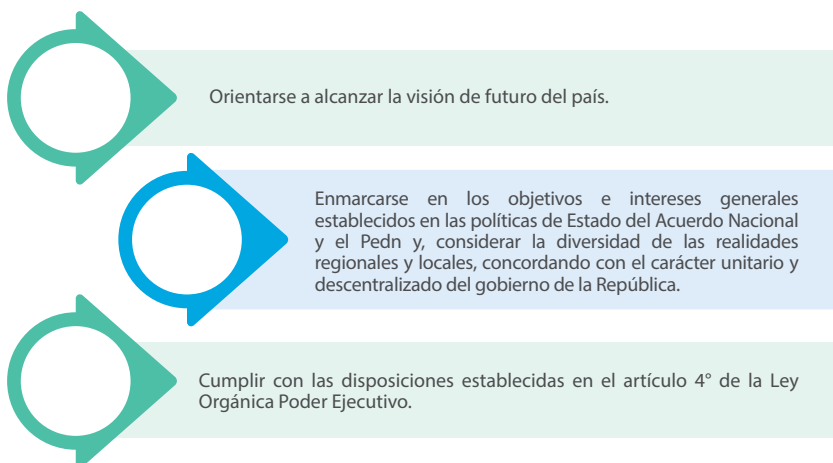 Orientarse a alcanzar la visión de futuro del país.
Enmarcarse en los objetivos e intereses generales
establecidos en las políticas de Estado del Acuerdo Nacional
y el Pedn y, considerar la diversidad de las realidades
regionales y locales, concordando con el carácter unitario y
descentralizado del gobierno de la República.
Cumplir con las disposiciones establecidas en el artículo 4° de la Ley
Orgánica Poder Ejecutivo.